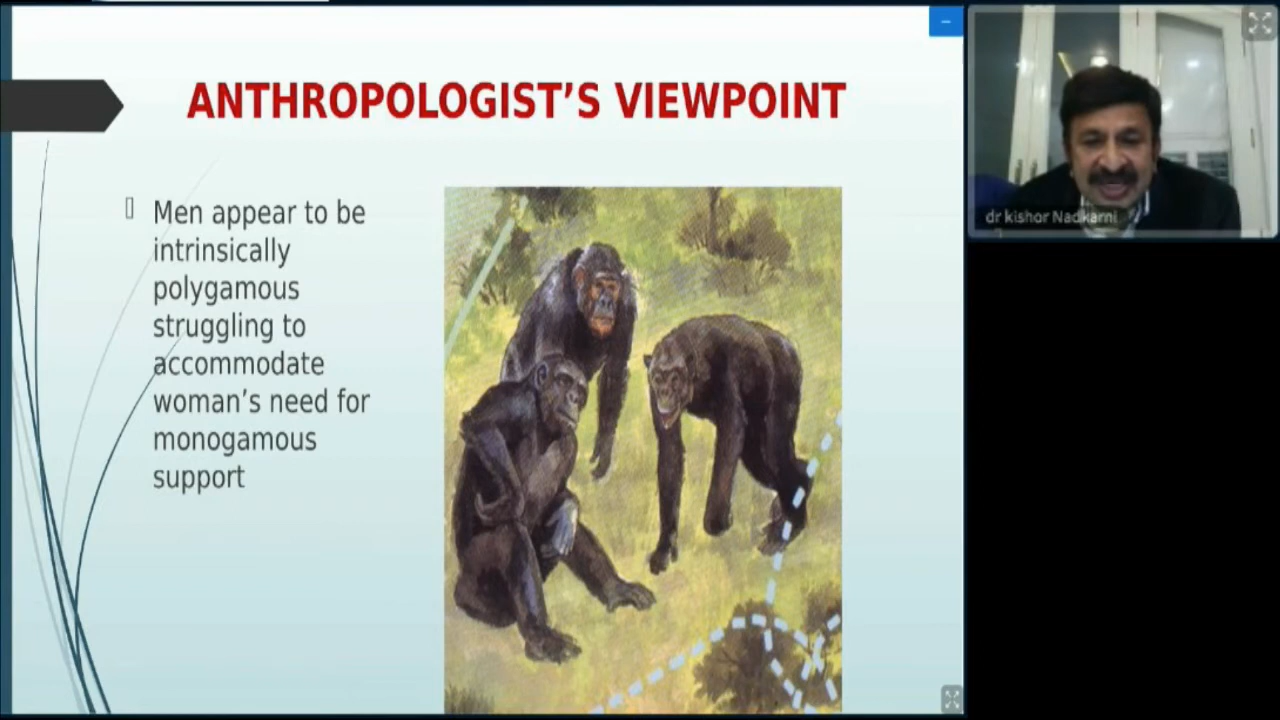 ANTHROPOLOGIST’S VIEWPOINT
Men appear to be
intrinsically
polygamous
struggling to
accommodate
woman’s need for
monogamous
support
dr kishor Nadkarni